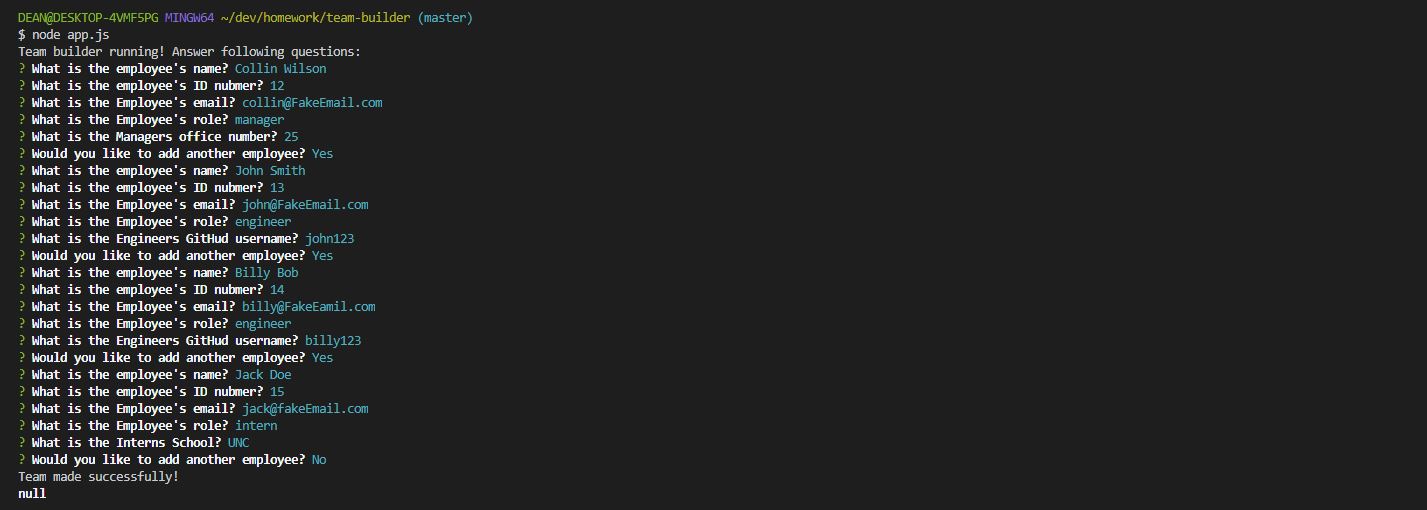 DEAN@DESKTOP-4VMF5PG MINGW64 ~/dev/homework/team-builder (master)
$ node app.js
Team builder running! Answer following questions:
? What is the employee's name? Collin Wilson
? What is the employee's ID nubmer? 12
? What is the Employee's email? collin@FakeEmail.com
? What is the Employee's role? manager
? What is the Managers office number? 25
? Would you like to add another employee? Yes
? What is the employee's name? John Smith
? What is the employee's ID nubmer? 13
? What is the Employee's email? john@FakeEmail.com
? What is the Employee's role? engineer
? What is the Engineers GitHud username? john123
? Would you like to add another employee? Yes
? What is the employee's name? Billy Bob
? What is the employee's ID nubmer? 14
? What is the Employee's email? billy@FakeEamil.com
? What is the Employee's role? engineer
? What is the Engineers GitHud username? billy123
? Would you like to add another employee? Yes
? What is the employee's name? Jack Doe
? What is the employee's ID nubmer? 15
? What is the Employee's email? jack@fakeEmail.com
? What is the Employee's role? intern
? What is the Interns School? UNC
? Would you like to add another employee? No
Team made successfully!
null